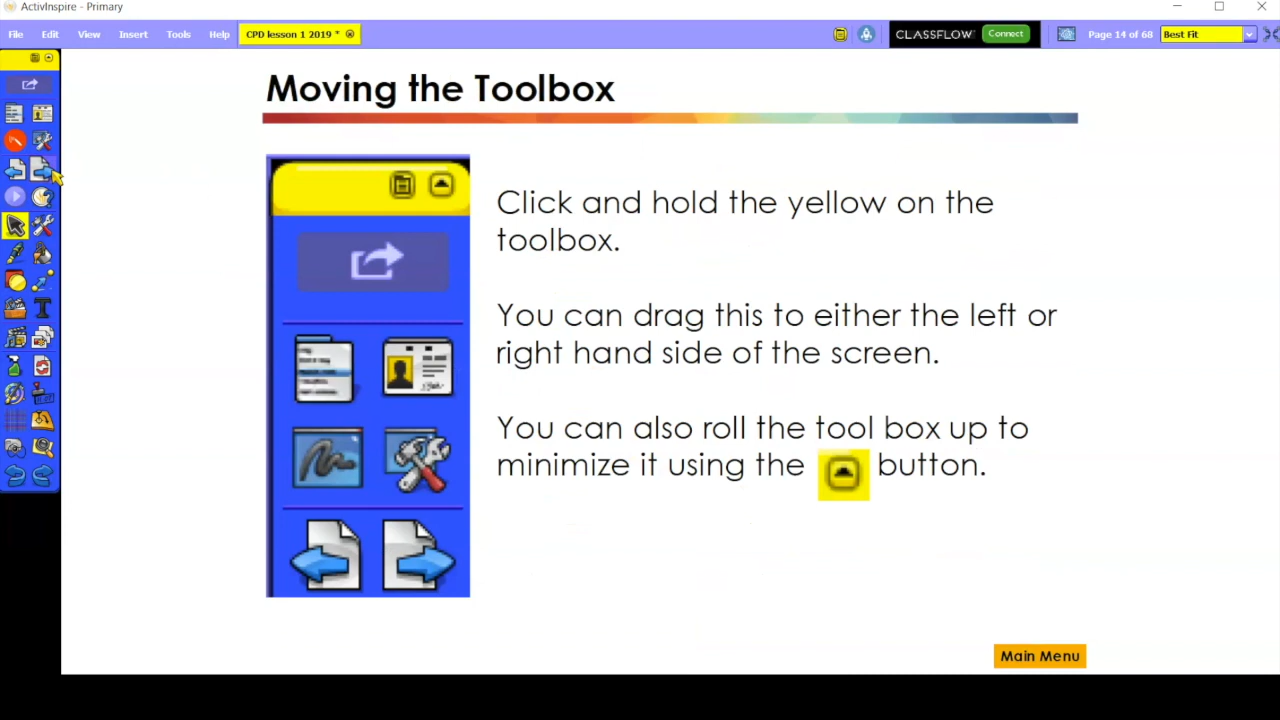 ActivInspire - Primary
File Edit View Insert Tools Help CPD lesson 1 2019 * CLASSFLOW Connect Page 14 of 68 Best Fit
Moving the Toolbox
Click and hold the yellow on the
toolbox.
You can drag this to either the left or
right hand side of the screen.
You can also roll the tool box up to
minimize it using the button.
Main Menu